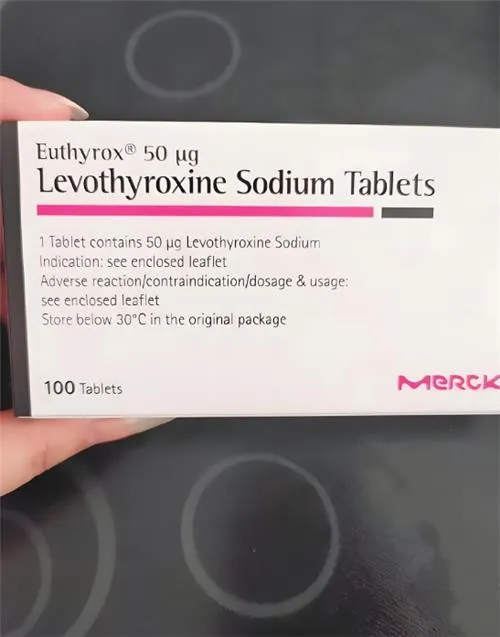 Euthyrox® 50 µg
Levothyroxine Sodium Tablets
1 Tablet contains 50 µg Levothyroxine Sodium
Indication: see enclosed leaflet
Adverse reaction/contraindication/dosage & usage:
see enclosed leaflet
Store below 30°C in the original package
100 Tablets
MERCK